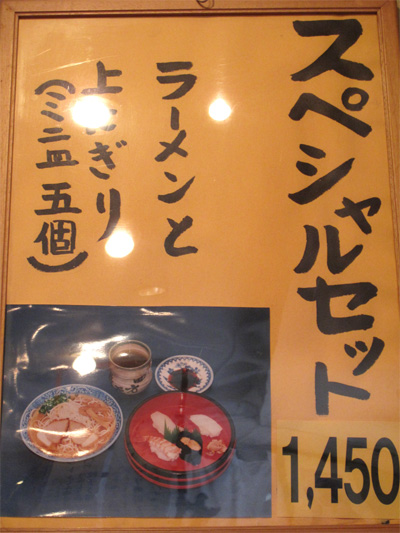 スペシャルセット
ラーメンと
上にぎり
(ミニ皿 五個)
1,450